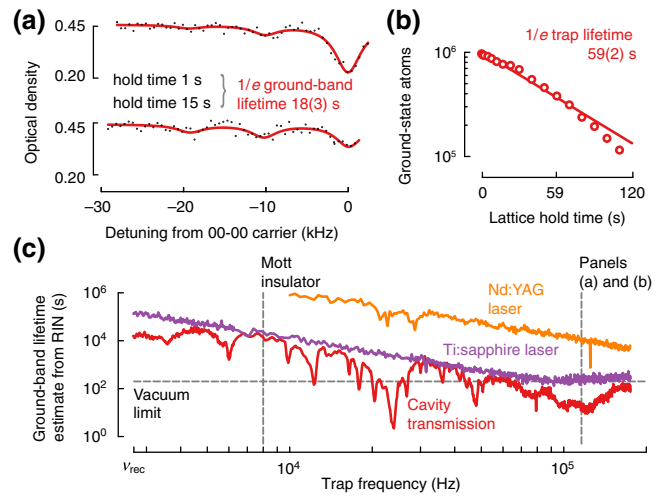 (a)
0.45
0.20
hold time 1 s
hold time 15 s
1/e ground-band
lifetime 18(3) s
0.45
0.20
Optical density
−30
−20
−10
0
Detuning from 00-00 carrier (kHz)
(b)
1/e trap lifetime
59(2) s
10⁶
10⁵
Ground-state atoms
0
59
120
Lattice hold time (s)
(c)
Mott
insulator
Panels
(a) and (b)
Nd:YAG
laser
Ti:sapphire laser
Cavity
transmission
Vacuum
limit
10⁶
10⁴
10²
10⁰
Ground-band lifetime
estimate from RIN (s)
νrec
10⁴
10⁵
Trap frequency (Hz)